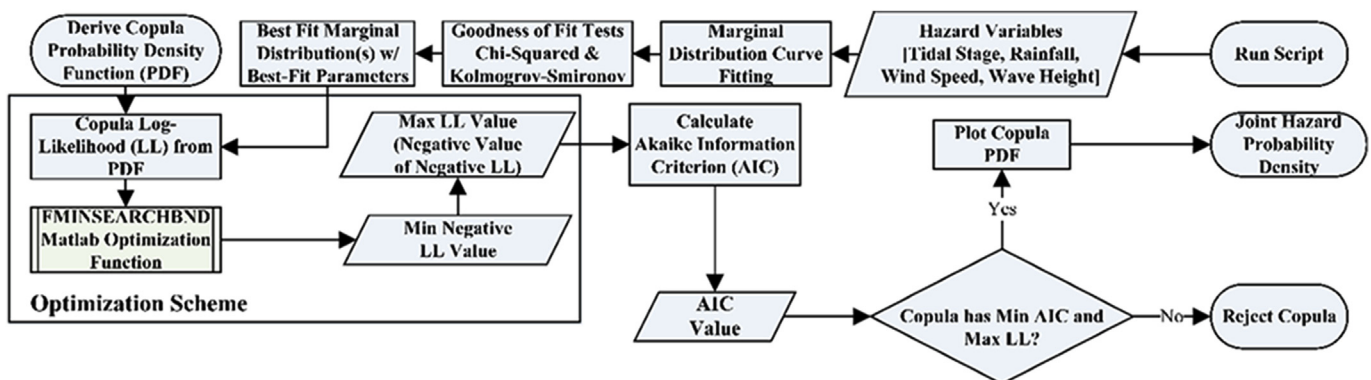 Derive Copula
Probability Density
Function (PDF)
Best Fit Marginal
Distribution(s) w/
Best-Fit Parameters
Goodness of Fit Tests
Chi-Squared &
Kolmogrov-Smironov
Marginal
Distribution Curve
Fitting
Hazard Variables
[Tidal Stage, Rainfall,
Wind Speed, Wave Height]
Run Script
Copula Log-
Likelihood (LL) from
PDF
Max LL Value
(Negative Value
of Negative LL)
Calculate
Akaike Information
Criterion (AIC)
Plot Copula
PDF
Joint Hazard
Probability
Density
FMINSEARCHBND
Matlab Optimization
Function
Min Negative
LL Value
Yes
Optimization Scheme
AIC
Value
Copula has Min AIC and
Max LL?
No
Reject Copula